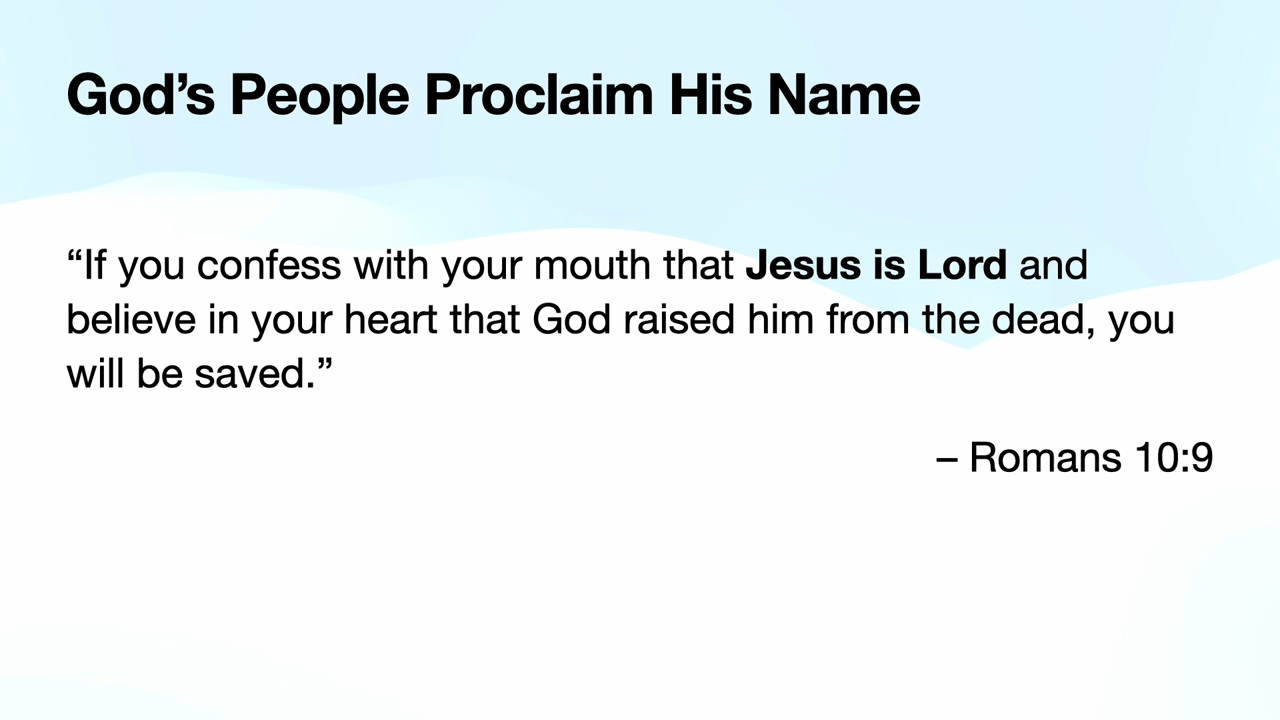 God’s People Proclaim His Name
“If you confess with your mouth that Jesus is Lord and
believe in your heart that God raised him from the dead, you
will be saved.”
– Romans 10:9